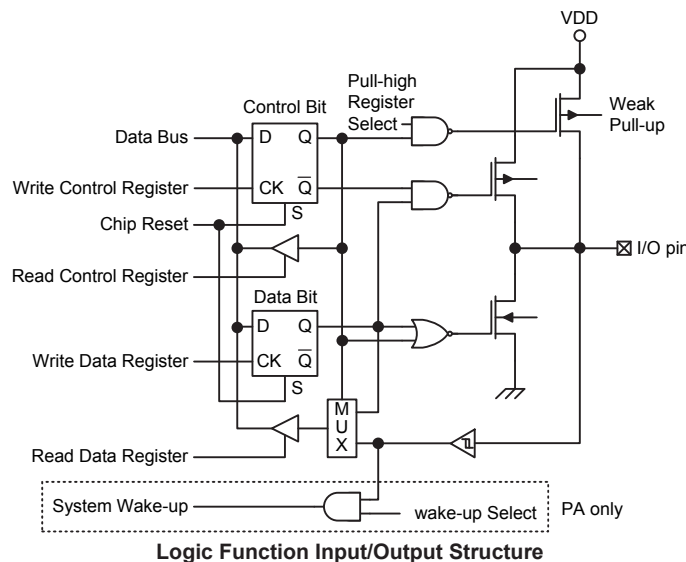 VDD
Pull-high
Register
Select
Control Bit
Weak
Pull-up
Data Bus
D
Q
Write Control Register
CK
Q
S
Chip Reset
I/O pin
Read Control Register
Data Bit
D
Q
Write Data Register
CK
Q
S
M
U
X
Read Data Register
System Wake-up
wake-up Select
PA only
Logic Function Input/Output Structure